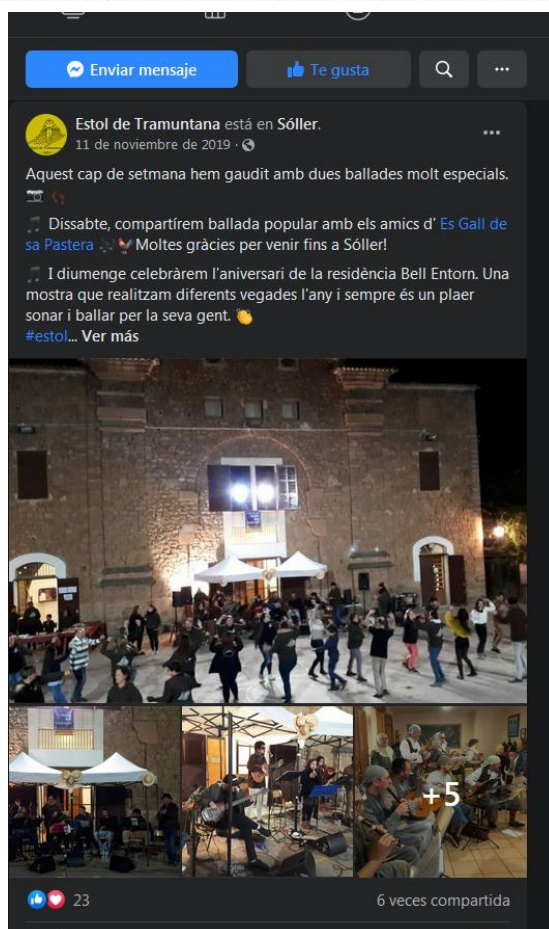 Enviar mensaje
Te gusta
Estol de Tramuntana está en Sóller.
11 de noviembre de 2019 ·
Aquest cap de setmana hem gaudit amb dues ballades molt especials.
Dissabte, compartírem ballada popular amb els amics d' Es Gall de
sa Pastera Moltes gràcies per venir fins a Sóller!
I diumenge celebràrem l'aniversari de la residència Bell Entorn. Una
mostra que realitzam diferents vegades l'any i sempre és un plaer
sonar i ballar per la seva gent.
#estol... Ver más
+5
23
6 veces compartida